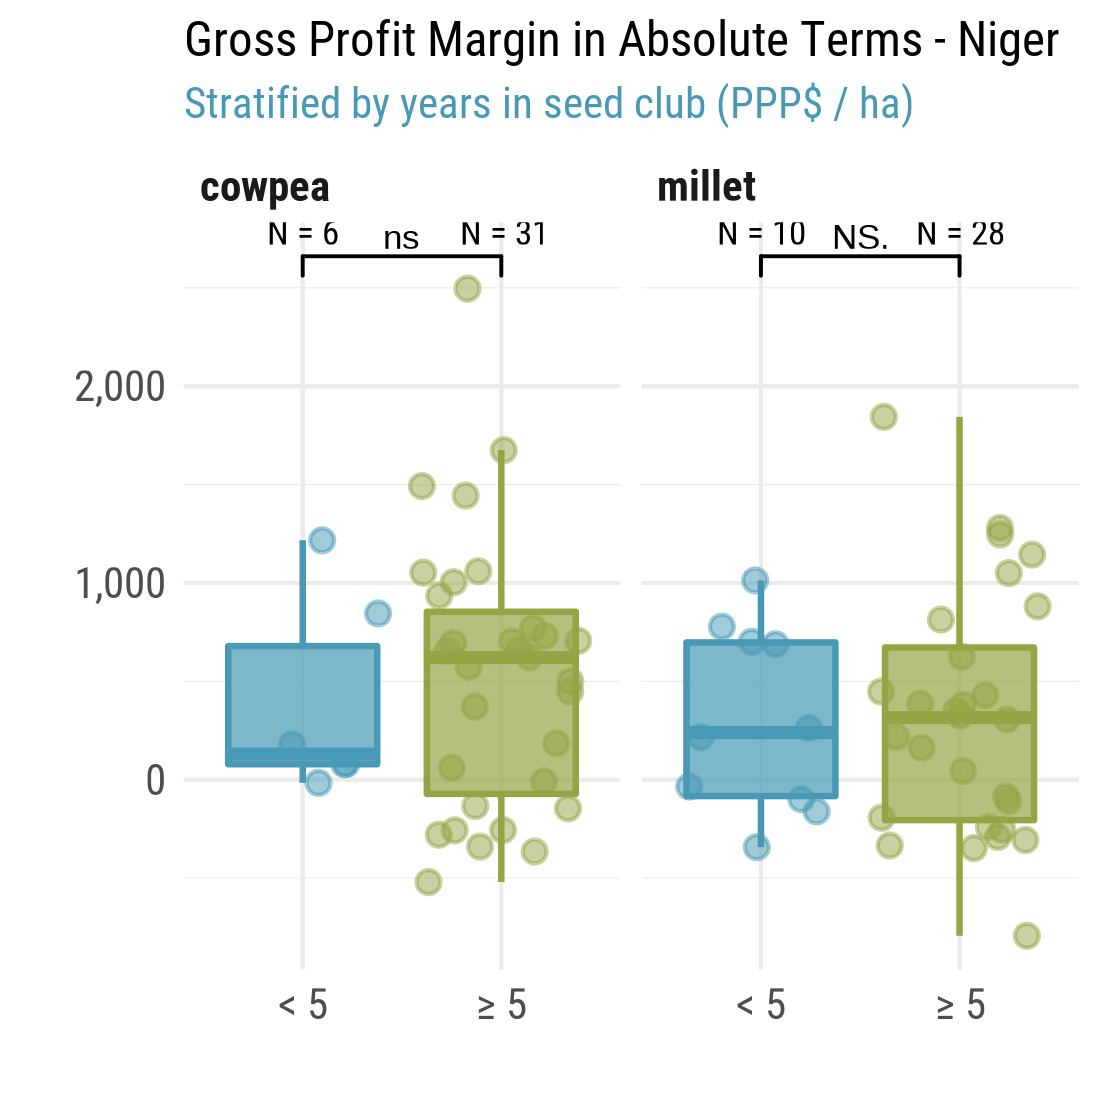 Gross Profit Margin in Absolute Terms - Niger
Stratified by years in seed club (PPP$ / ha)
cowpea
millet
N = 6 ns N = 31
N = 10 NS. N = 28
2,000
1,000
0
< 5 ≥ 5
< 5 ≥ 5